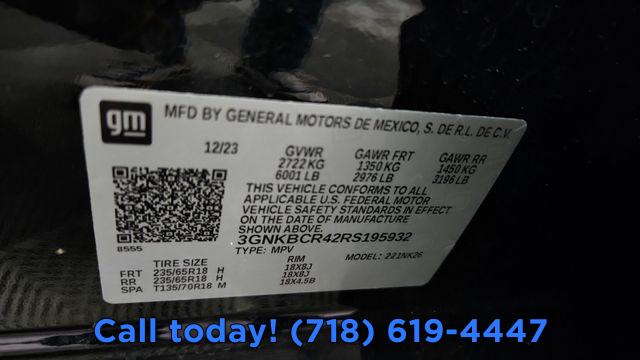 gm MFD BY GENERAL MOTORS DE MEXICO, S. DE R.L. DE C.V.
12/23 GVWR GAWR FRT GAWR RR
2722 KG 1350 KG 1450 KG
6001 LB 2976 LB 3196 LB
THIS VEHICLE CONFORMS TO ALL
APPLICABLE U.S. FEDERAL MOTOR
VEHICLE SAFETY STANDARDS IN EFFECT
ON THE DATE OF MANUFACTURE
SHOWN ABOVE.
3GNKBCR42RS195932
8555 TYPE: MPV MODEL: 221NK26
TIRE SIZE RIM
FRT 235/65R18 H 18X8J
RR 235/65R18 H 18X8J
SPA T135/70R18 M 18X4.5B
Call today! (718) 619-4447